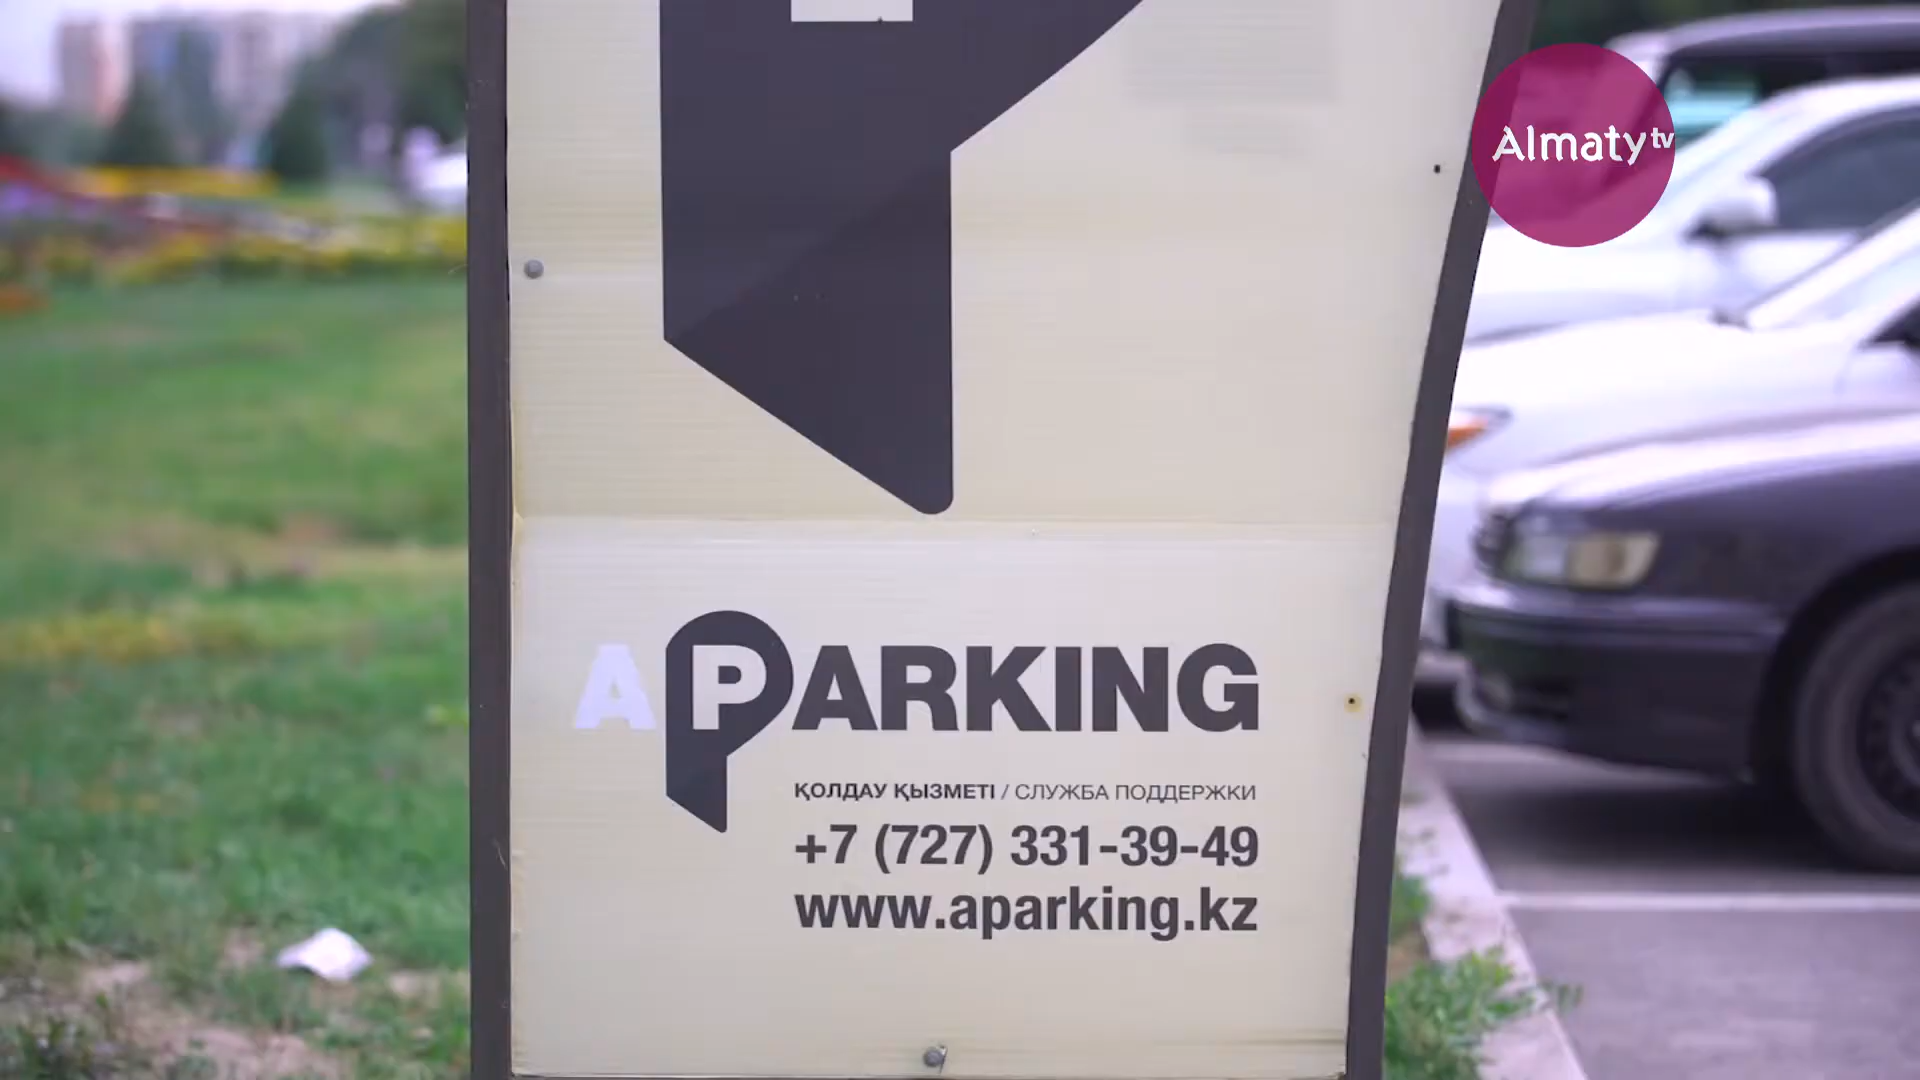 Almaty tv
APARKING
ҚОЛДАУ ҚЫЗМЕТІ / СЛУЖБА ПОДДЕРЖКИ
+7 (727) 331-39-49
www.aparking.kz